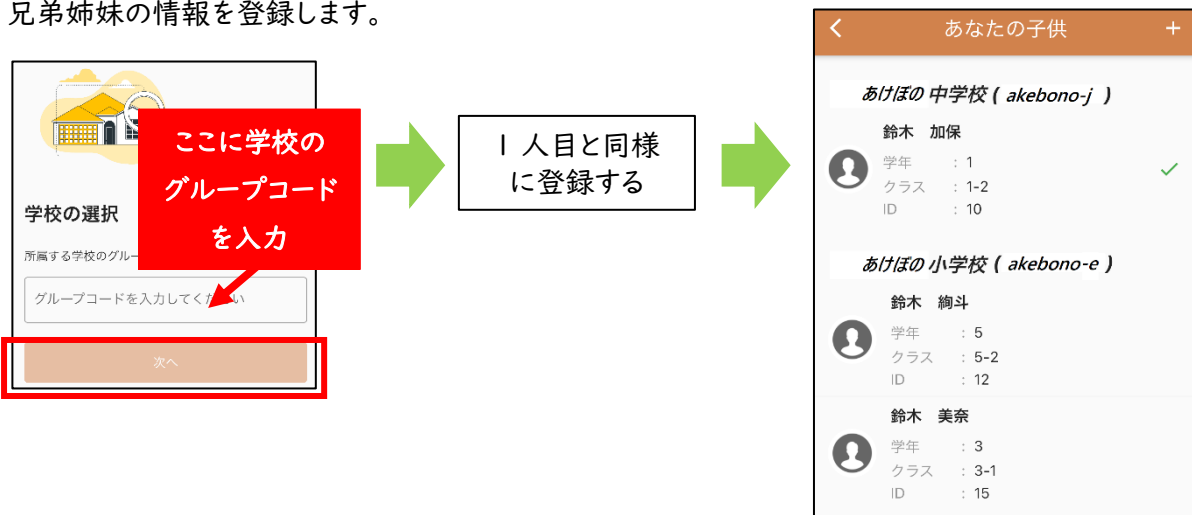 兄弟姉妹の情報を登録します。
学校の選択
所属する学校のグルー
グループコードを入力してください
次へ
ここに学校の
グループコード
を入力
1 人目と同様
に登録する
あなたの子供 +
あけぼの 中学校 ( akebono-j )
鈴木 加保
学年 : 1
クラス : 1-2
ID : 10
あけぼの 小学校 ( akebono-e )
鈴木 絢斗
学年 : 5
クラス : 5-2
ID : 12
鈴木 美奈
学年 : 3
クラス : 3-1
ID : 15